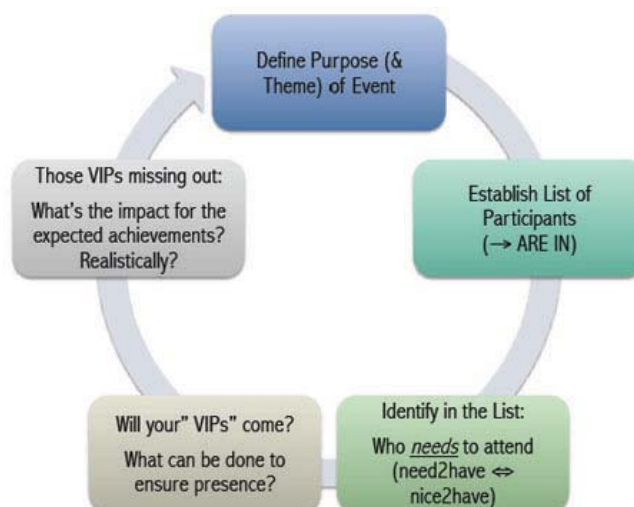 Define Purpose (&
Theme) of Event
Establish List of
Participants
(→ ARE IN)
Identify in the List:
Who needs to attend
(need2have ⇔
nice2have)
Will your” VIPs” come?
What can be done to
ensure presence?
Those VIPs missing out:
What's the impact for the
expected achievements?
Realistically?